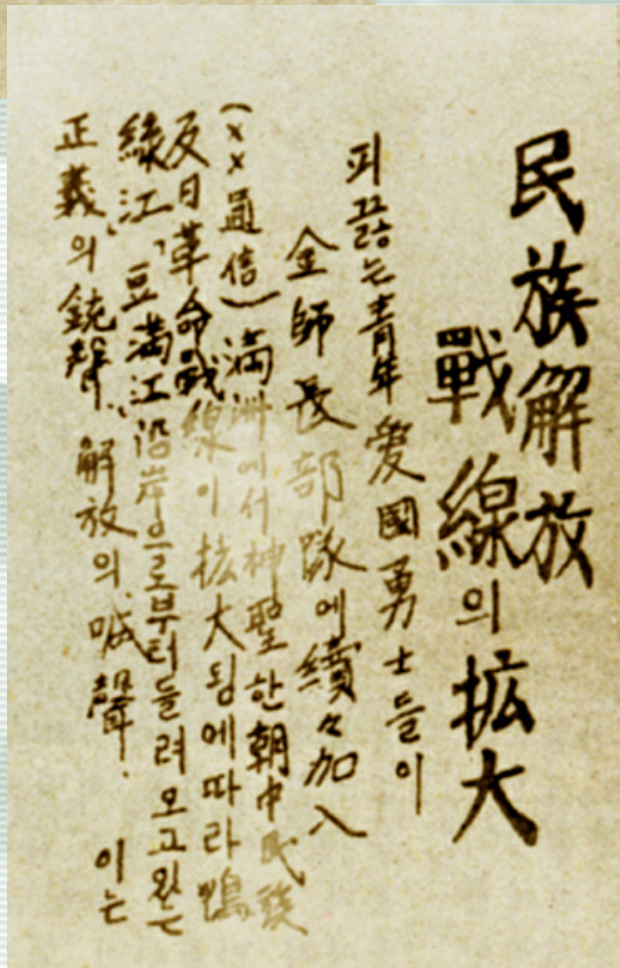 民族解放
戰線의拡大
피끓는青年愛國勇士들이
金師長部隊에續々加入
(××通信)満洲에서神聖한朝中民族
反日革命戰線이拡大됨에따라鴨
綠江、豆満江沿岸으로부터들려오고있는
正義의銃聲、解放의喊聲. 이는